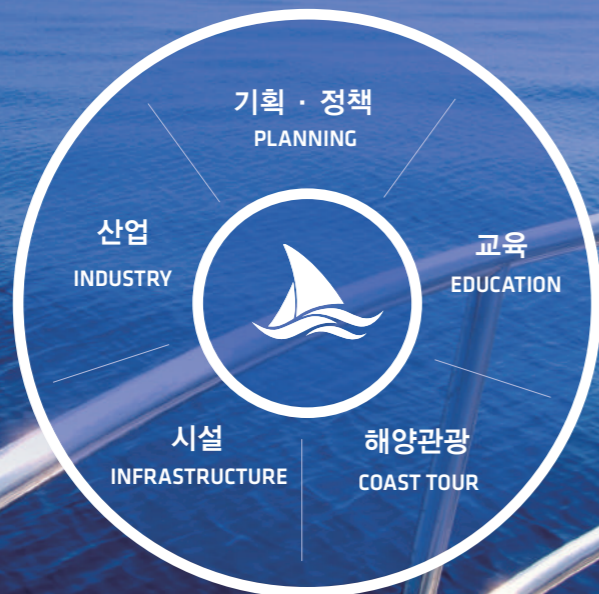 기획 · 정책
PLANNING
산업
INDUSTRY
교육
EDUCATION
시설
INFRASTRUCTURE
해양관광
COAST TOUR